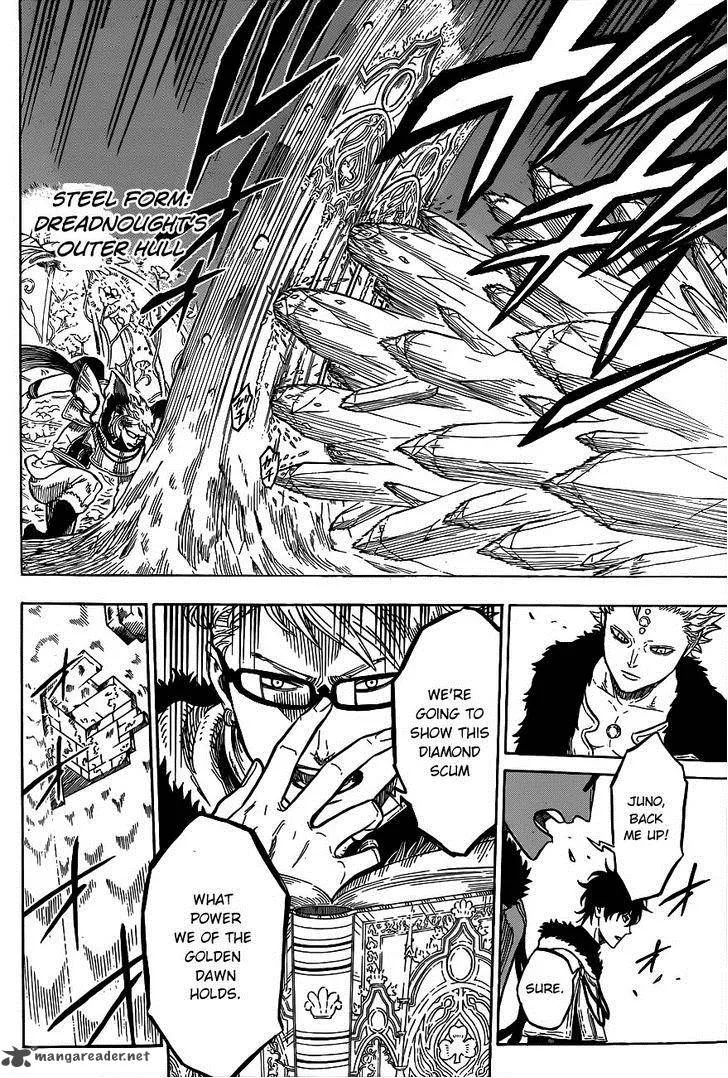 STEEL FORM:
DREADNOUGHT'S
OUTER HULL
JUNO,
BACK
ME UP!
SURE.
WE'RE
GOING TO
SHOW THIS
DIAMOND
SCUM
WHAT
POWER
WE OF THE
GOLDEN
DAWN
HOLDS.
mangareader.net